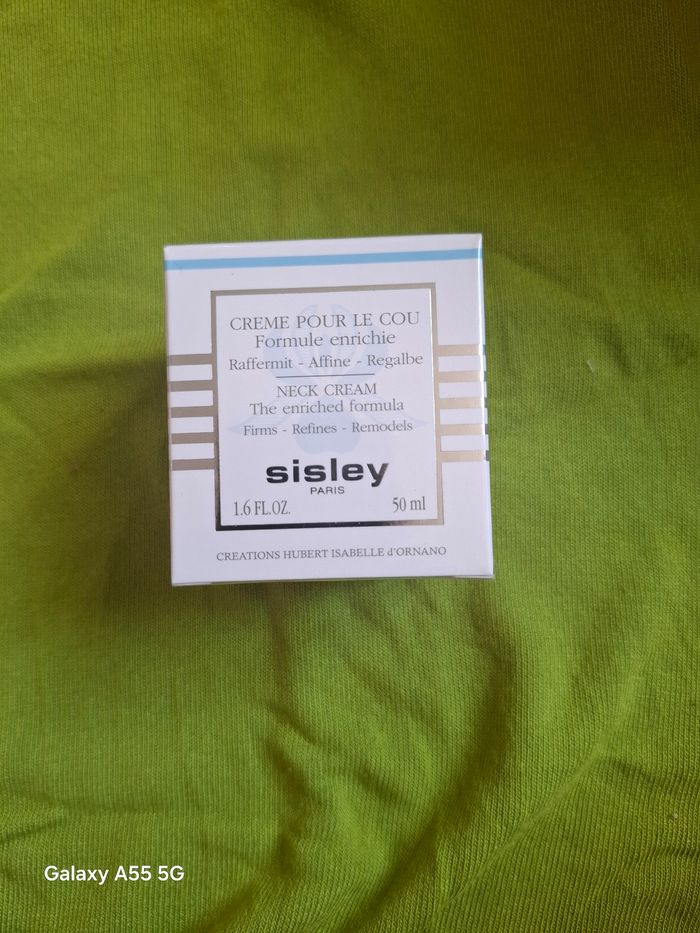 CREME POUR LE COU
Formule enrichie
Raffermit - Affine - Regalbe
NECK CREAM
The enriched formula
Firms - Refines - Remodels
sisley
PARIS
1.6 FL.OZ. 50 ml
CREATIONS HUBERT ISABELLE d'ORNANO
Galaxy A55 5G